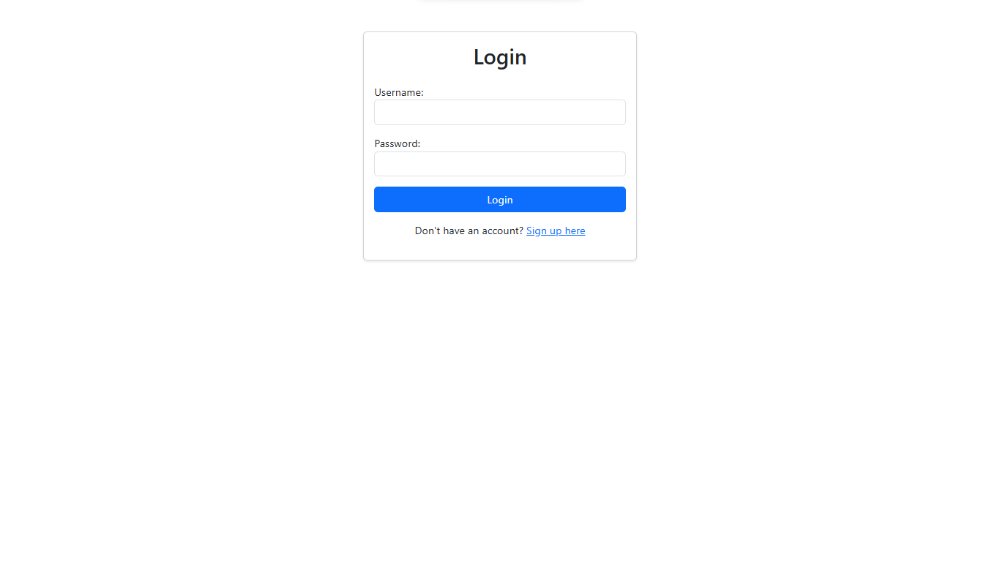 Login
Username:
Password:
Login
Don't have an account? Sign up here